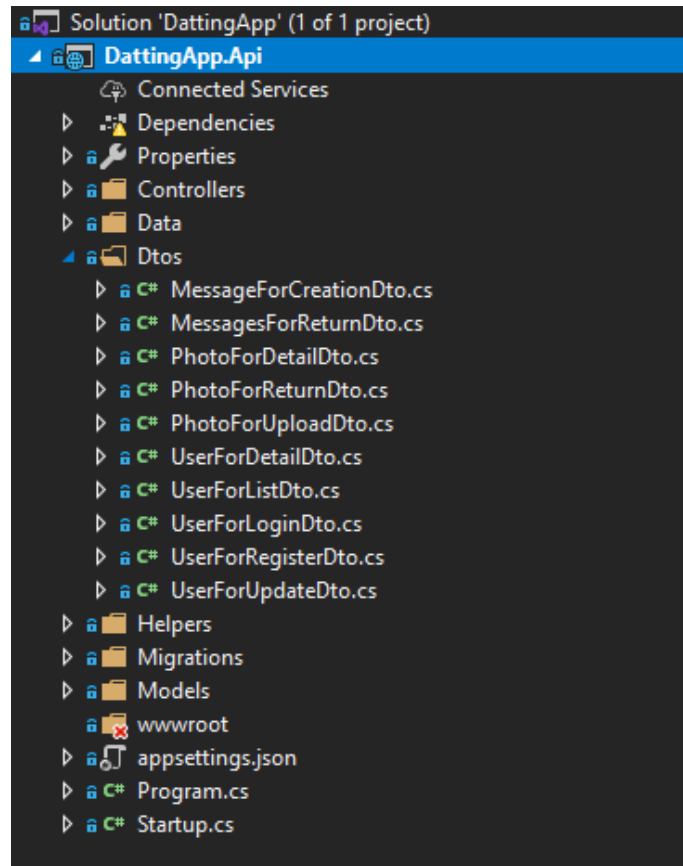 Solution 'DattingApp' (1 of 1 project)
DattingApp.Api
Connected Services
Dependencies
Properties
Controllers
Data
Dtos
C# MessageForCreationDto.cs
C# MessagesForReturnDto.cs
C# PhotoForDetailDto.cs
C# PhotoForReturnDto.cs
C# PhotoForUploadDto.cs
C# UserForDetailDto.cs
C# UserForListDto.cs
C# UserForLoginDto.cs
C# UserForRegisterDto.cs
C# UserForUpdateDto.cs
Helpers
Migrations
Models
wwwroot
appsettings.json
C# Program.cs
C# Startup.cs